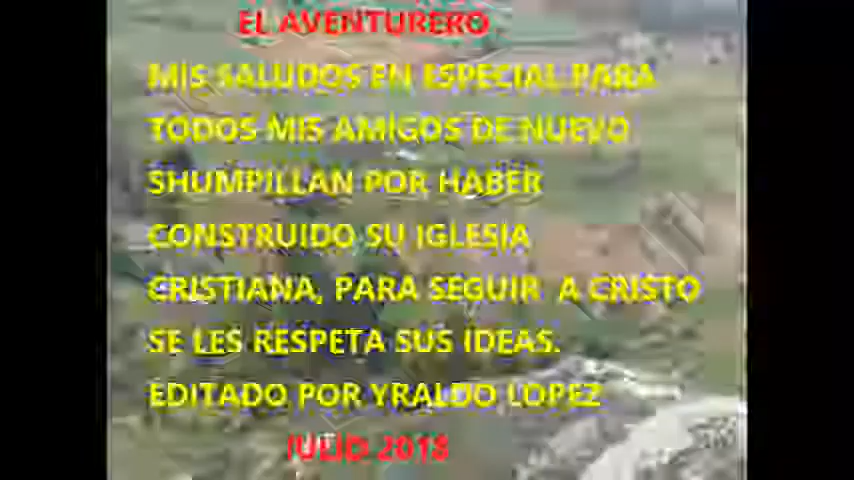 EL AVENTURERO
MIS SALUDOS EN ESPECIAL PARA
TODOS MIS AMIGOS DE NUEVO
SHUMPILLAN POR HABER
CONSTRUIDO SU IGLESIA
CRISTIANA, PARA SEGUIR A CRISTO
SE LES RESPETA SUS IDEAS.
EDITADO POR YRALDO LOPEZ
JULIO 2018